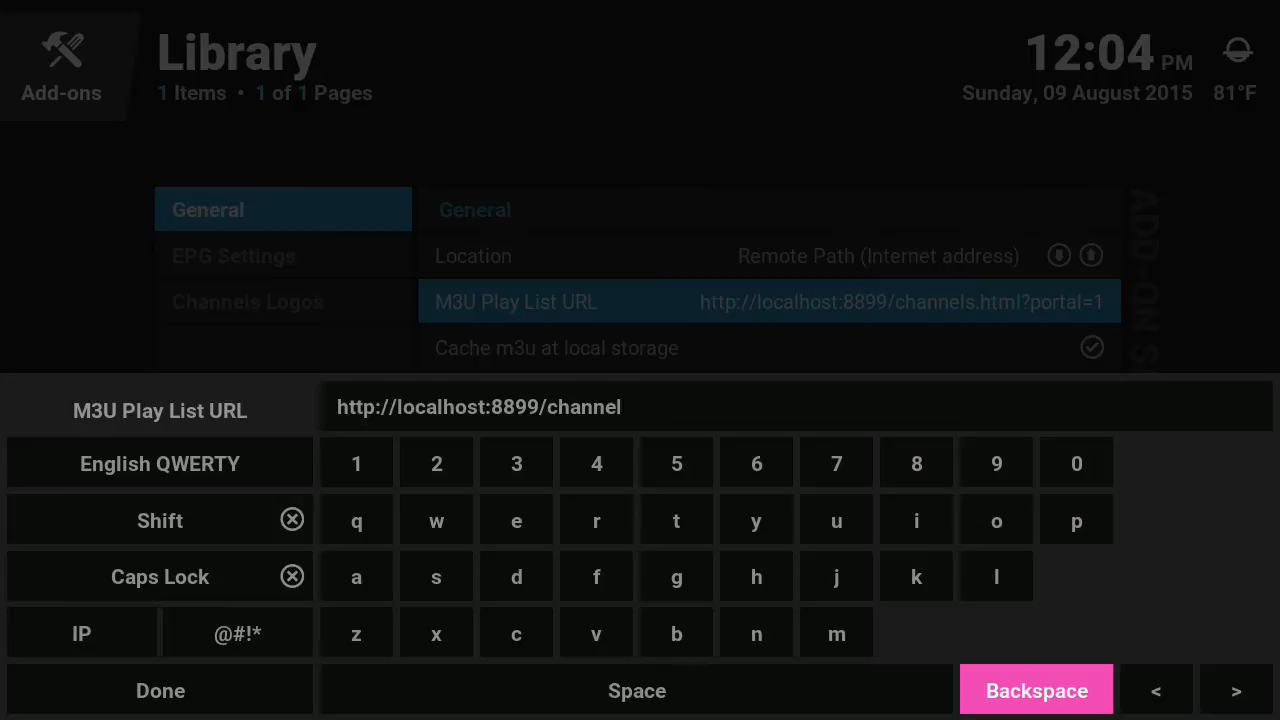 Library
12:04 PM
Add-ons
1 Items • 1 of 1 Pages
Sunday, 09 August 2015 81°F
General
General
EPG Settings
Location Remote Path (Internet address)
Channels Logos
M3U Play List URL http://localhost:8899/channels.html?portal=1
Cache m3u at local storage
ADD-ON S
M3U Play List URL
http://localhost:8899/channel
English QWERTY 1 2 3 4 5 6 7 8 9 0
Shift q w e r t y u i o p
Caps Lock a s d f g h j k l
IP @#!* z x c v b n m
Done Space Backspace < >